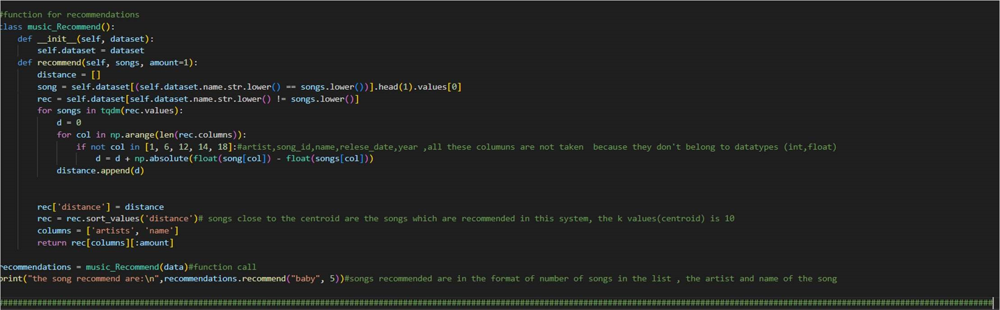 #function for recommendations
class music_Recommend():
    def __init__(self, dataset):
        self.dataset = dataset
    def recommend(self, songs, amount=1):
        distance = []
        song = self.dataset[(self.dataset.name.str.lower() == songs.lower())].head(1).values[0]
        rec = self.dataset[self.dataset.name.str.lower() != songs.lower()]
        for songs in tqdm(rec.values):
            d = 0
            for col in np.arange(len(rec.columns)):
                if not col in [1, 6, 12, 14, 18]:#artist,song_id,name,relese_date,year ,all these columuns are not taken  because they don't belong to datatypes (int,float)
                    d = d + np.absolute(float(song[col]) - float(songs[col]))
            distance.append(d)
        rec['distance'] = distance
        rec = rec.sort_values('distance')# songs close to the centroid are the songs which are recommended in this system, the k values(centroid) is 10
        columns = ['artists', 'name']
        return rec[columns][:amount]
recommendations = music_Recommend(data)#function call
print("the song recommend are:\n",recommendations.recommend("baby", 5))#songs recommended are in the format of number of songs in the list , the artist and name of the song